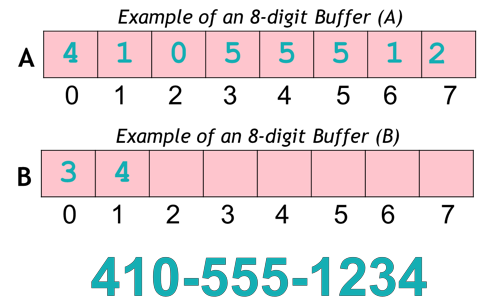 Example of an 8-digit Buffer (A)
A 4 1 0 5 5 5 1 2
0 1 2 3 4 5 6 7
Example of an 8-digit Buffer (B)
B 3 4
0 1 2 3 4 5 6 7
410-555-1234